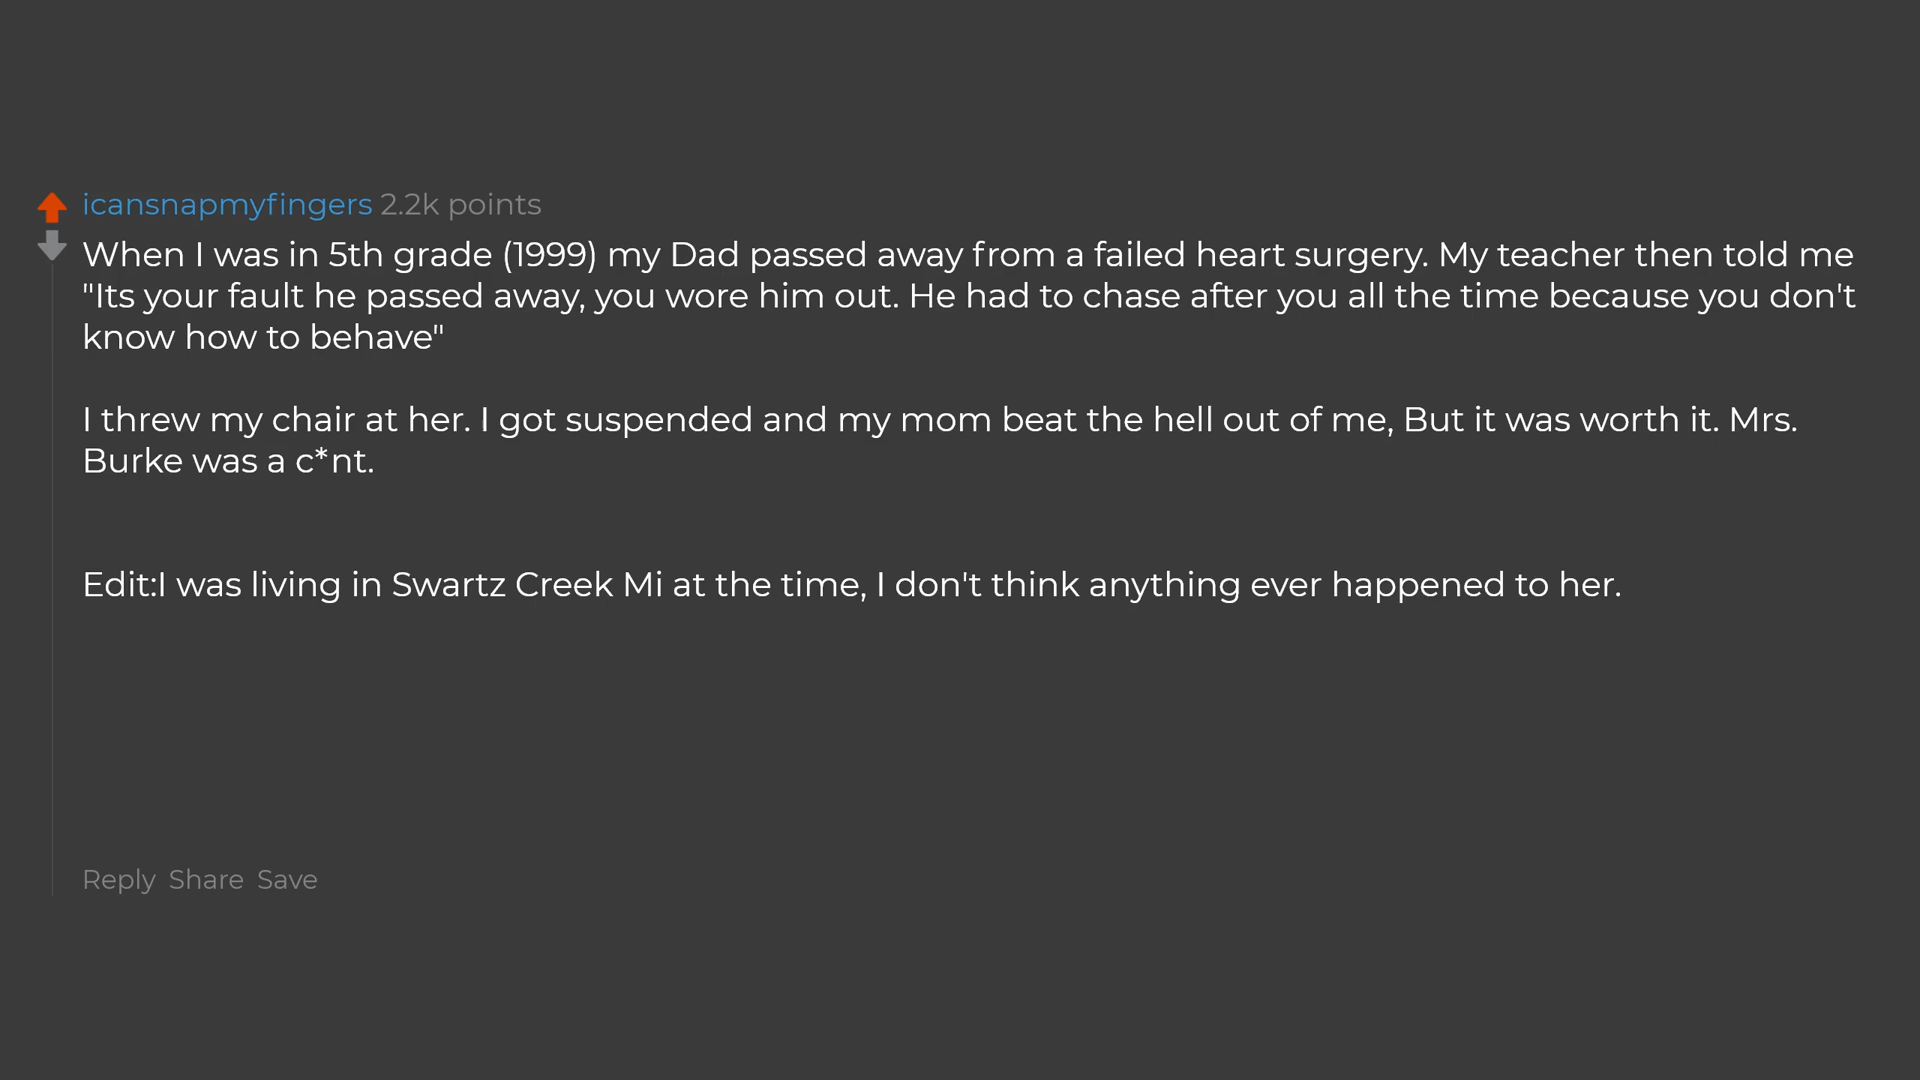 icansnapmyfingers 2.2k points
When I was in 5th grade (1999) my Dad passed away from a failed heart surgery. My teacher then told me
"Its your fault he passed away, you wore him out. He had to chase after you all the time because you don't
know how to behave"
I threw my chair at her. I got suspended and my mom beat the hell out of me, But it was worth it. Mrs.
Burke was a c*nt.
Edit:I was living in Swartz Creek Mi at the time, I don't think anything ever happened to her.
Reply Share Save